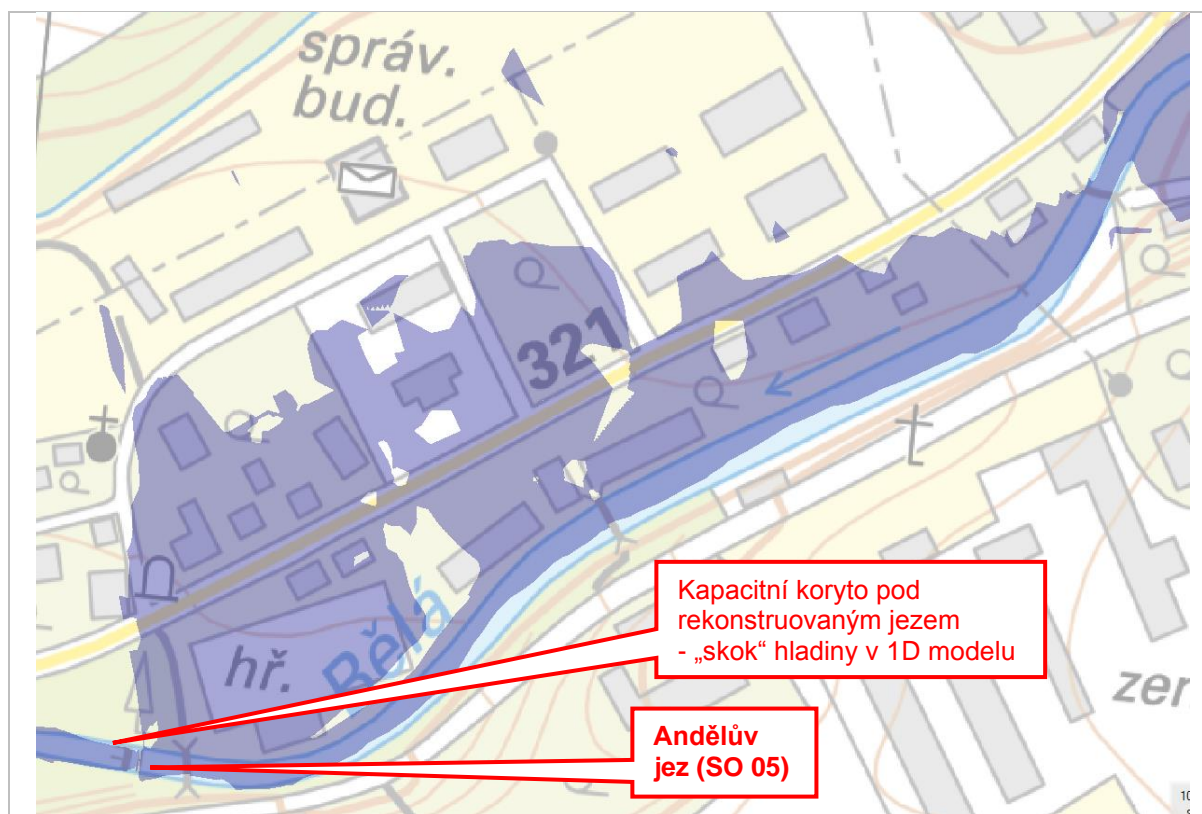 správ.
bud.
321
Bělá
hř.
Kapacitní koryto pod
rekonstruovaným jezem
- „skok“ hladiny v 1D modelu
zer
Andělův
jez (SO 05)
10